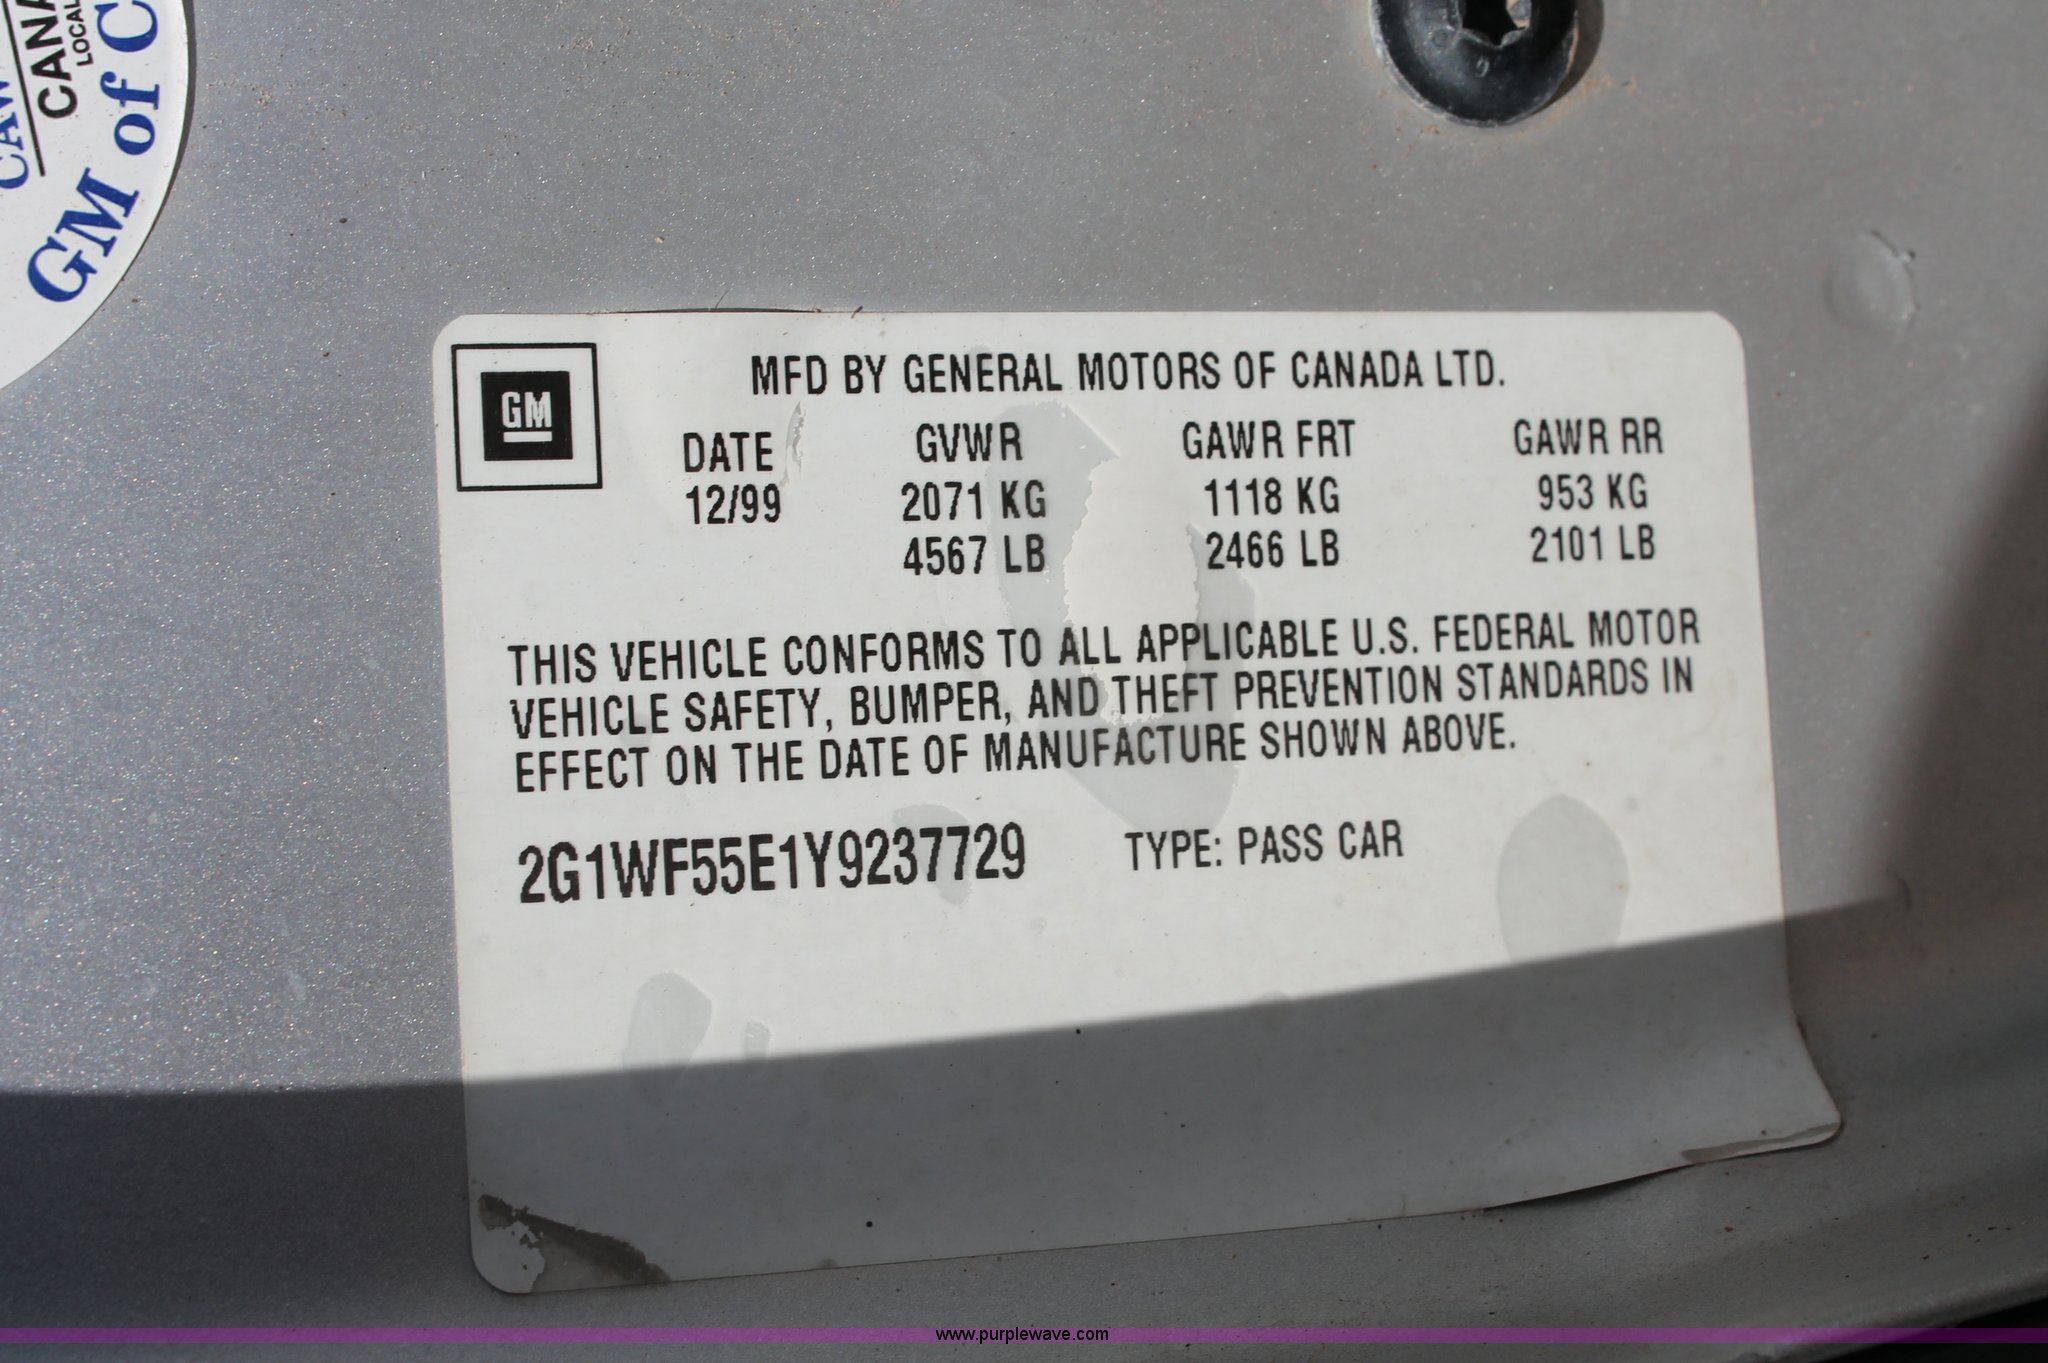 CAW
CANA
LOCAL
GM of C
GM
MFD BY GENERAL MOTORS OF CANADA LTD.
DATE GVWR GAWR FRT GAWR RR
12/99 2071 KG 1118 KG 953 KG
4567 LB 2466 LB 2101 LB
THIS VEHICLE CONFORMS TO ALL APPLICABLE U.S. FEDERAL MOTOR
VEHICLE SAFETY, BUMPER, AND THEFT PREVENTION STANDARDS IN
EFFECT ON THE DATE OF MANUFACTURE SHOWN ABOVE.
2G1WF55E1Y9237729 TYPE: PASS CAR
www.purplewave.com